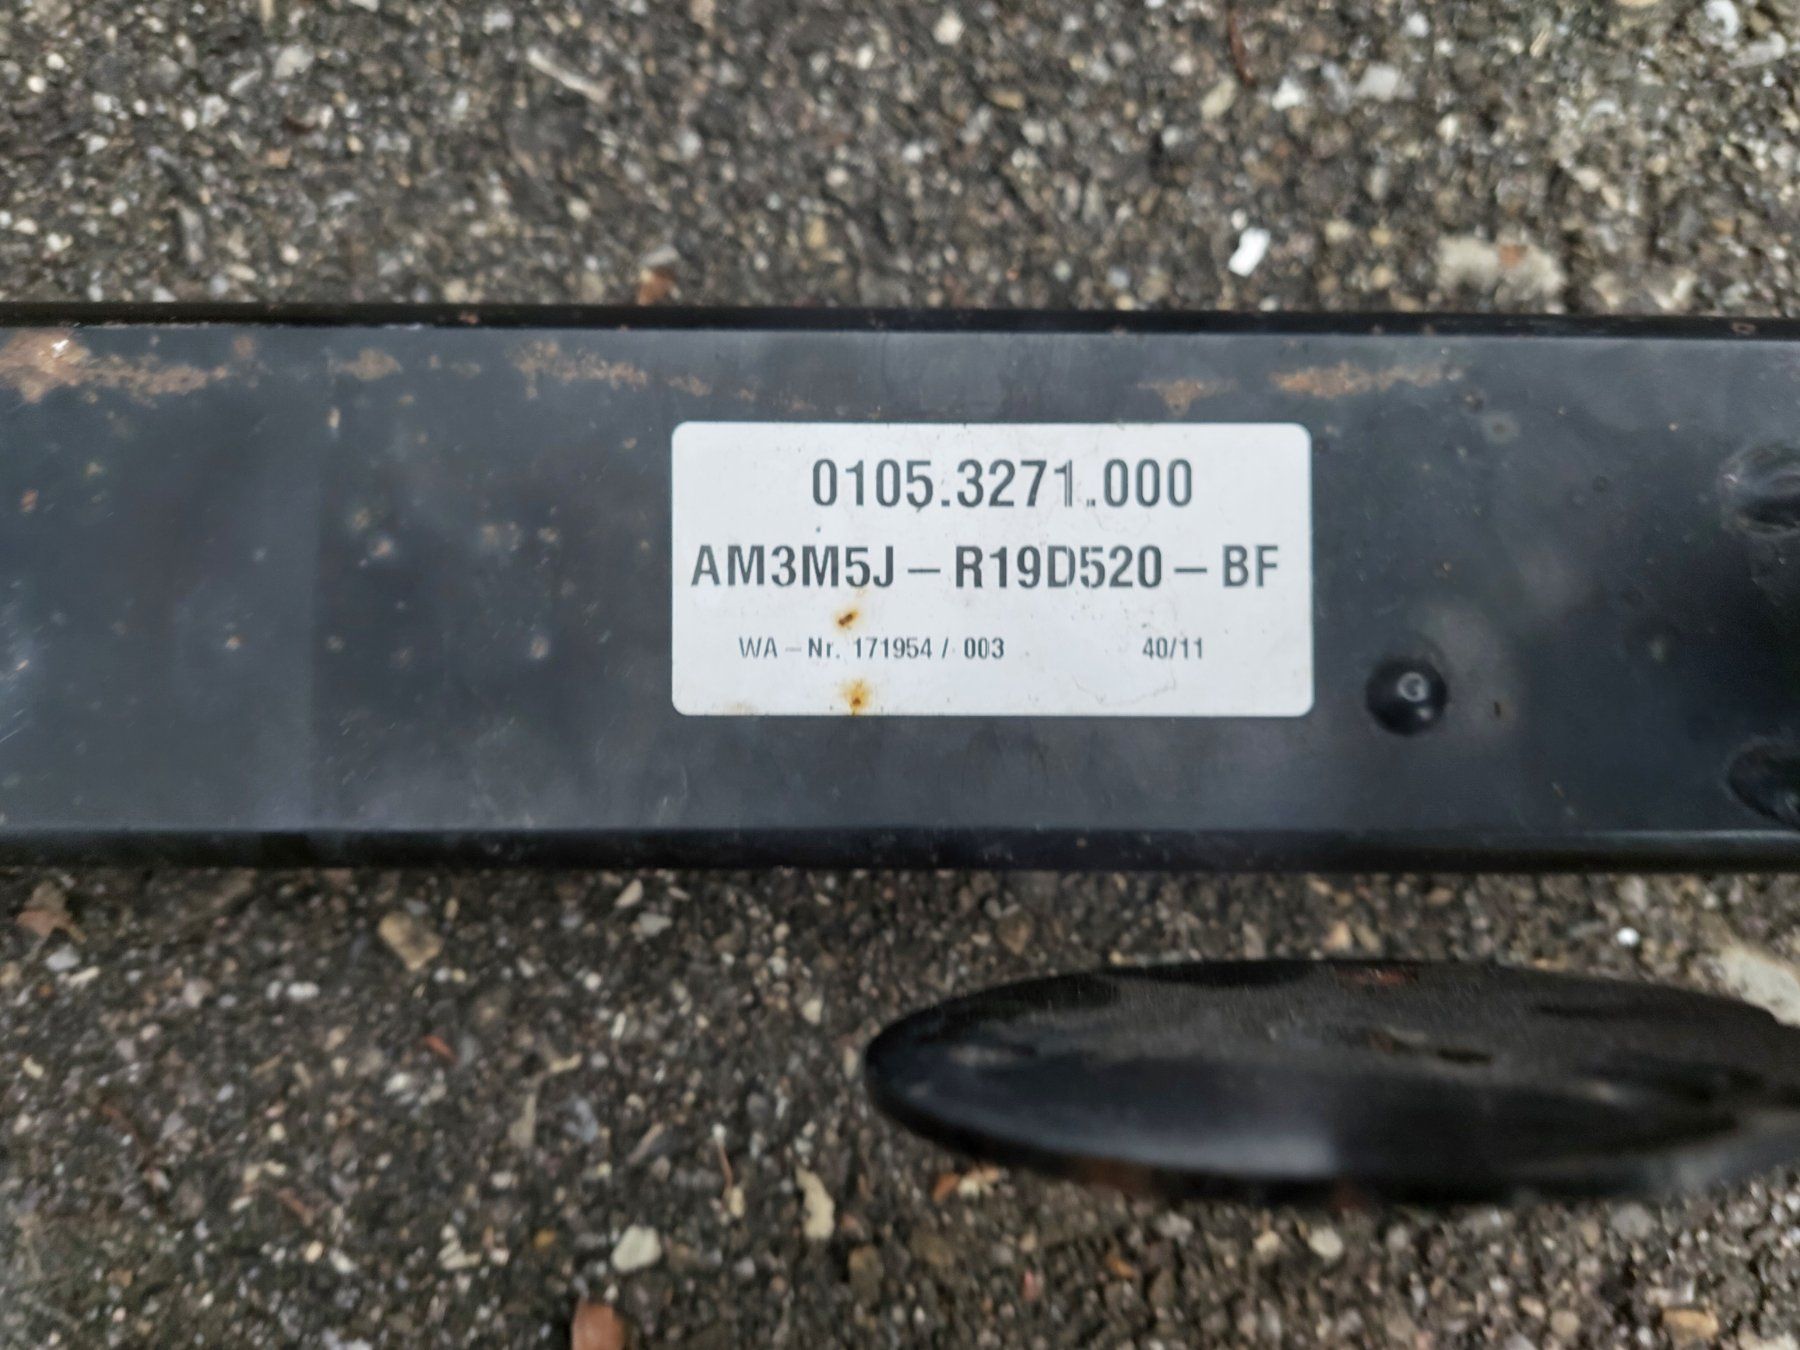 0105.3271.000
AM3M5J – R19D520 – BF
WA – Nr. 171954 / 003 40/11
G